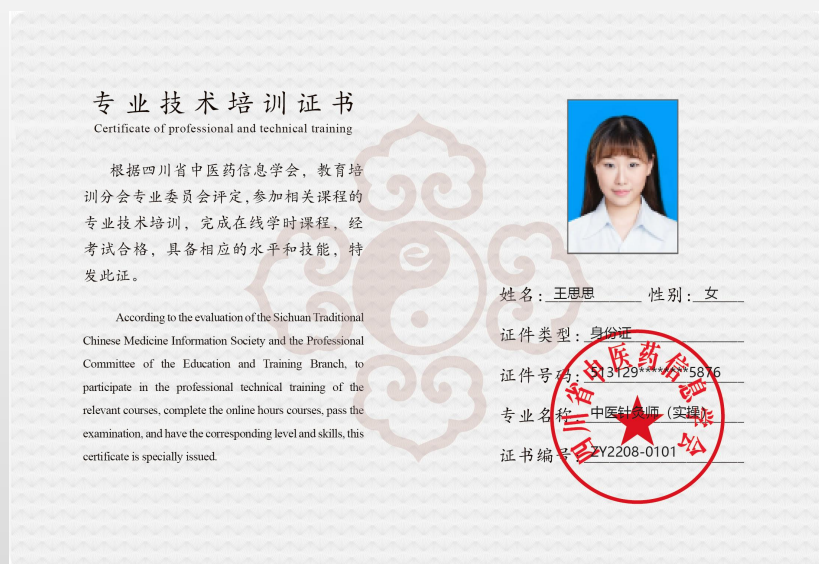 专业技术培训证书
Certificate of professional and technical training
根据四川省中医药信息学会，教育培
训分会专业委员会评定，参加相关课程的
专业技术培训，完成在线学时课程，经
考试合格，具备相应的水平和技能，特
发此证。
According to the evaluation of the Sichuan Traditional
Chinese Medicine Information Society and the Professional
Committee of the Education and Training Branch, to
participate in the professional technical training of the
relevant courses, complete the online hours courses, pass the
examination, and have the corresponding level and skills, this
certificate is specially issued.
姓名：王思思 性别：女
证件类型：身份证
证件号码：513129********5876
专业名称：中医针灸师（实操）
证书编号：ZY2208-0101
四川省中医药信息学会